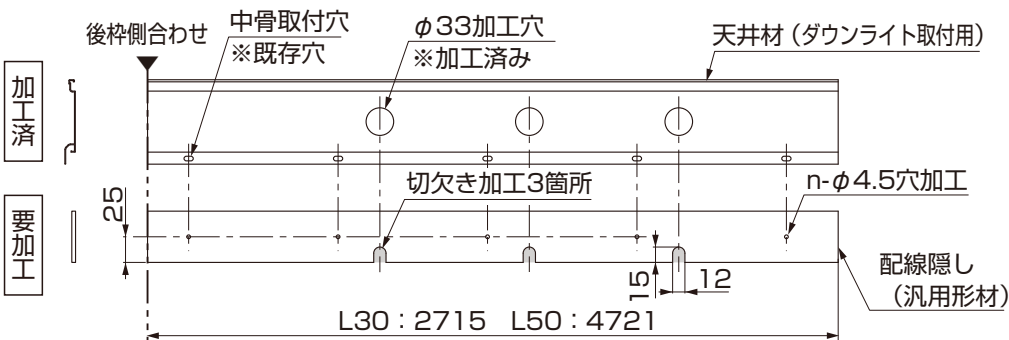 後枠側合わせ
中骨取付穴
※既存穴
φ33加工穴
※加工済み
天井材（ダウンライト取付用）
加工済
切欠き加工3箇所
n-φ4.5穴加工
要加工
25
15
12
配線隠し
（汎用形材）
L30：2715 L50：4721